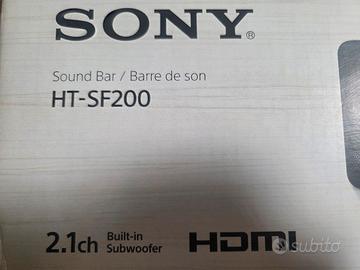 SONY®
Sound Bar / Barre de son
HT-SF200
2.1ch Built-in Subwoofer
HDMI
subito